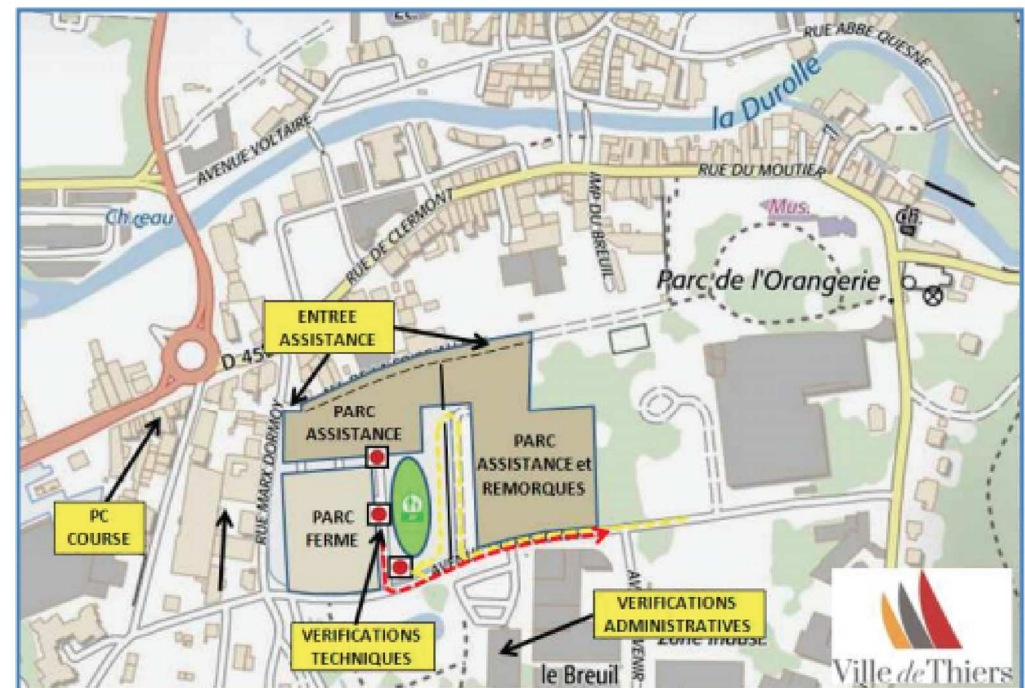 RUE ABBE QUESNE
la Durolle
AVENUE VOLTAIRE
RUE DU MOUTIER
RUE DE CLERMONT
IMP DU BREUIL
Mus.
ch
Parc de l'Orangerie
ENTREE
ASSISTANCE
D 45
PARC
ASSISTANCE
PARC
ASSISTANCE et
REMORQUES
RUE MARX DORMOY
PC
COURSE
PARC
FERME
VERIFICATIONS
TECHNIQUES
VERIFICATIONS
ADMINISTRATIVES
le Breuil
Ville de Thiers